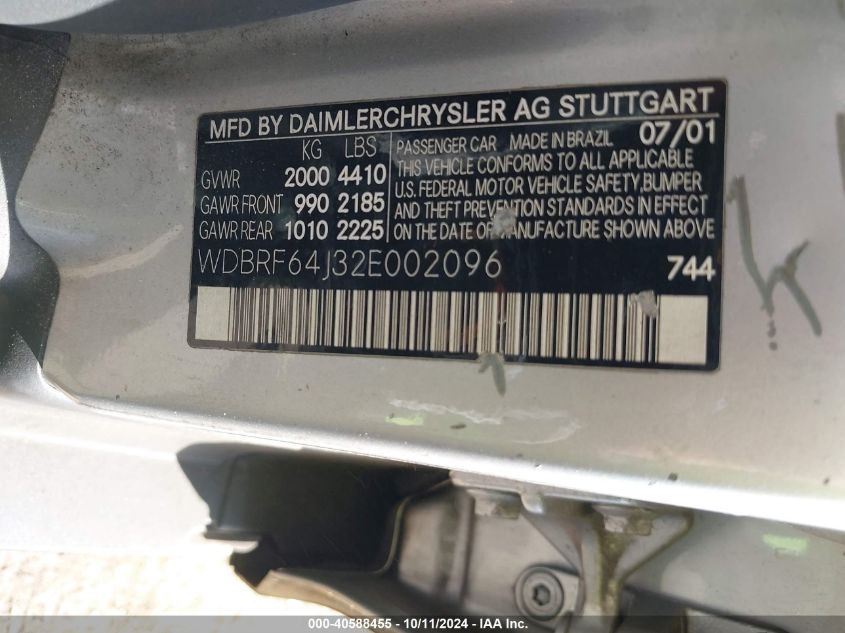 MFD BY DAIMLERCHRYSLER AG STUTTGART
KG LBS
GVWR 2000 4410
GAWR FRONT 990 2185
GAWR REAR 1010 2225
PASSENGER CAR MADE IN BRAZIL 07/01
THIS VEHICLE CONFORMS TO ALL APPLICABLE
U.S. FEDERAL MOTOR VEHICLE SAFETY, BUMPER
AND THEFT PREVENTION STANDARDS IN EFFECT
ON THE DATE OF MANUFACTURE SHOWN ABOVE
WDBRF64J32E002096 744
000-40588455 - 10/11/2024 - IAA Inc.